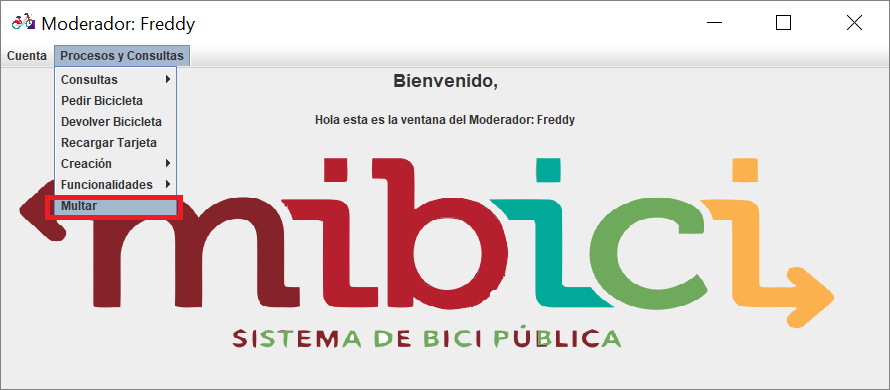 Moderador: Freddy
Cuenta Procesos y Consultas
Consultas
Pedir Bicicleta
Devolver Bicicleta
Recargar Tarjeta
Creación
Funcionalidades
Multar
Bienvenido,
Hola esta es la ventana del Moderador: Freddy
mibici
SISTEMA DE BICI PÚBLICA